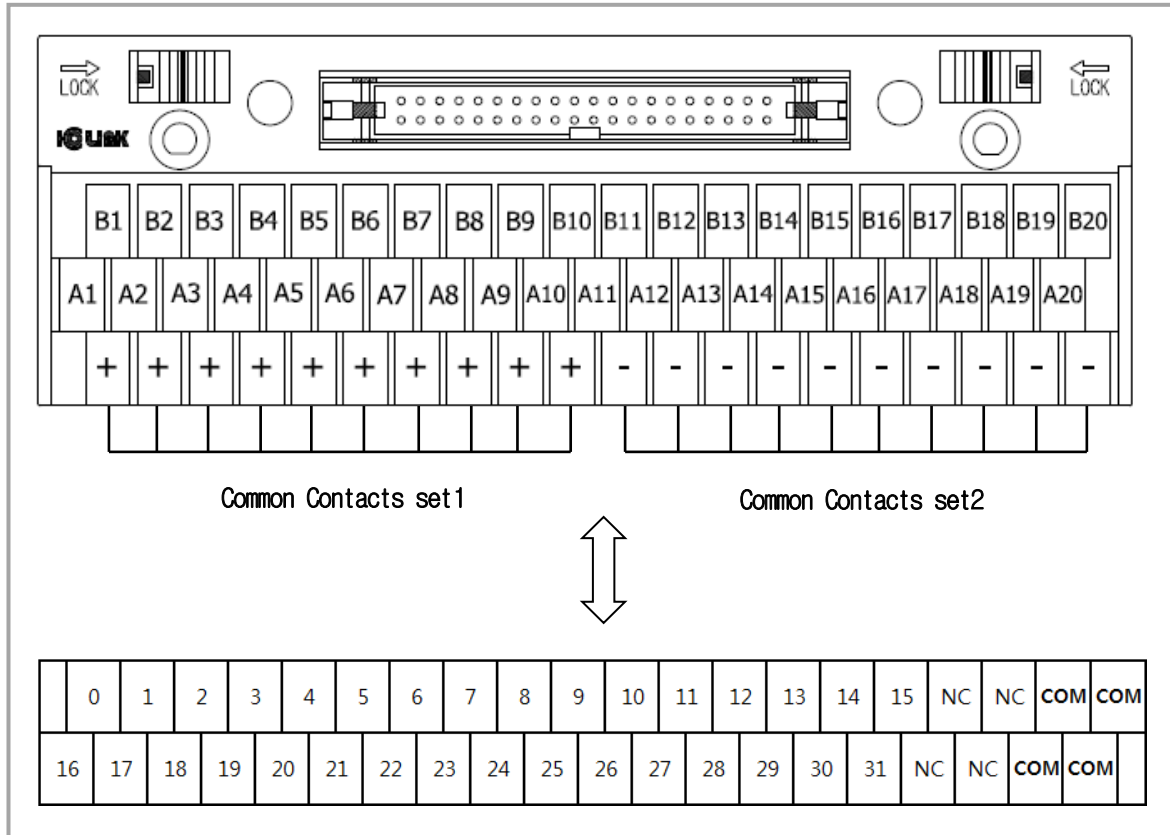 LOCK LOCK
B1 B2 B3 B4 B5 B6 B7 B8 B9 B10 B11 B12 B13 B14 B15 B16 B17 B18 B19 B20
A1 A2 A3 A4 A5 A6 A7 A8 A9 A10 A11 A12 A13 A14 A15 A16 A17 A18 A19 A20
+ + + + + + + + + + - - - - - - - - - -
Common Contacts set1 Common Contacts set2
0 1 2 3 4 5 6 7 8 9 10 11 12 13 14 15 NC NC COM COM
16 17 18 19 20 21 22 23 24 25 26 27 28 29 30 31 NC NC COM COM